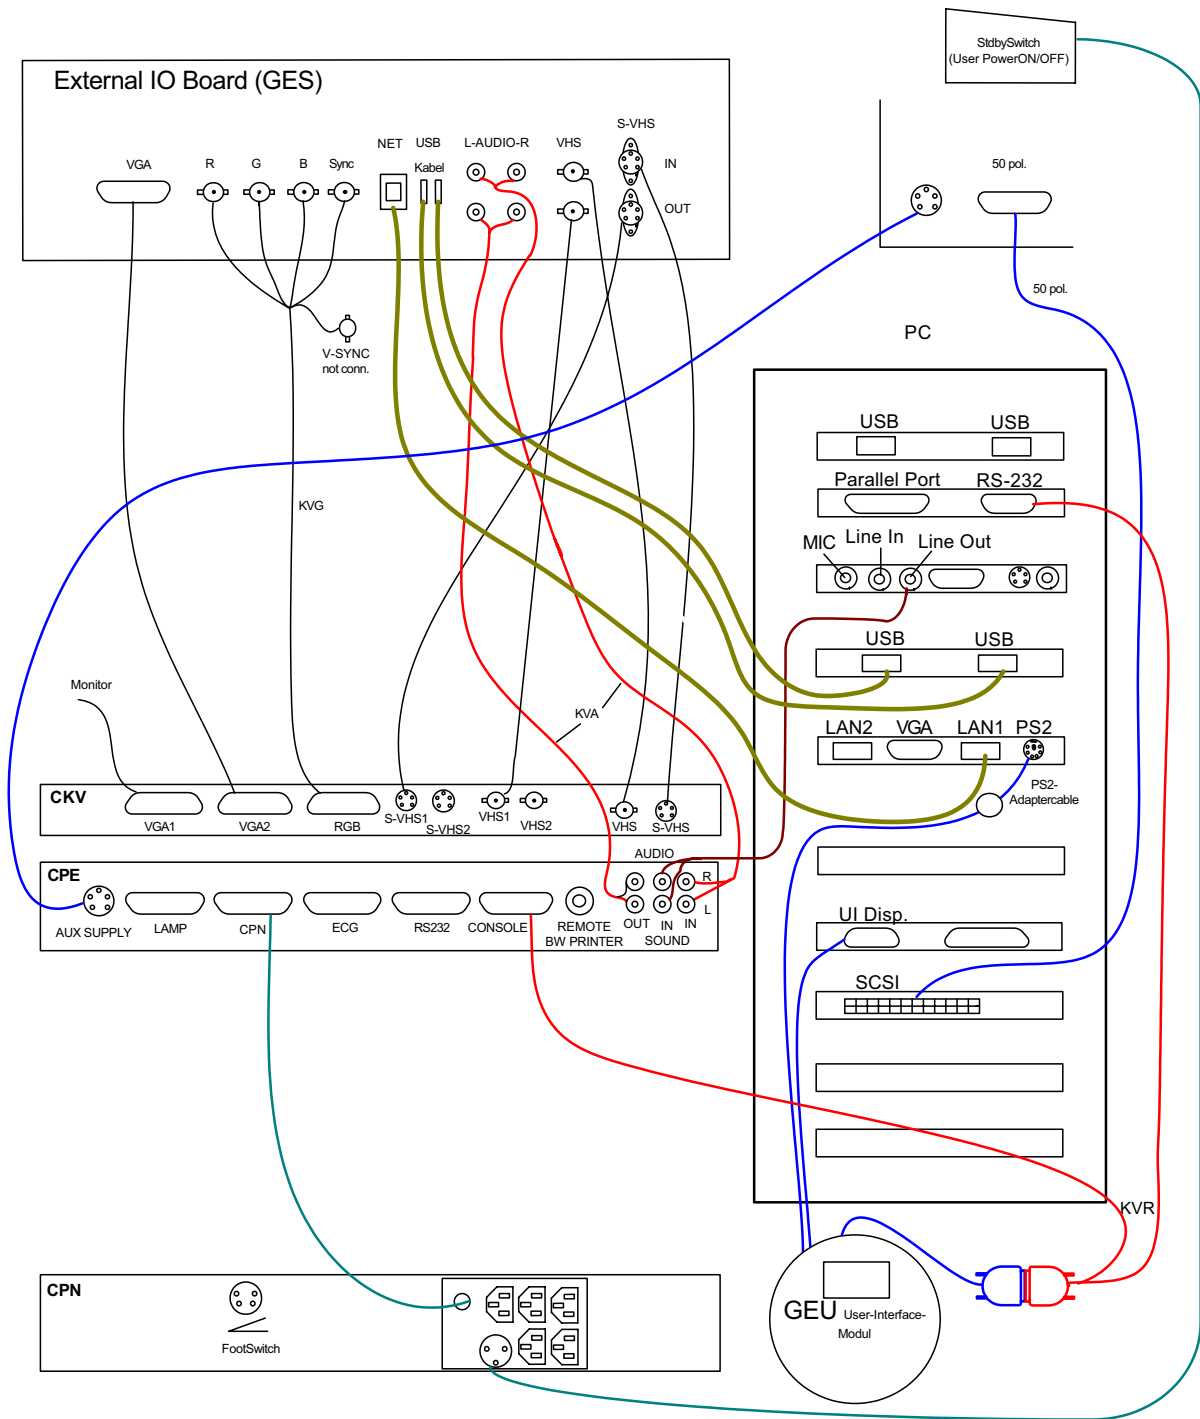 StdbySwitch
(User PowerON/OFF)
External IO Board (GES)
S-VHS
NET
USB
L-AUDIO-R
VHS
VGA
R
G
B
Sync
Kabel
IN
50 pol.
OUT
50 pol.
V-SYNC
not conn.
PC
USB
USB
Parallel Port
RS-232
KVG
MIC
Line In
Line Out
USB
USB
Monitor
KVA
LAN2
VGA
LAN1
PS2
PS2-
Adaptercable
CKV
VGA1
VGA2
RGB
S-VHS1
S-VHS2
VHS1
VHS2
VHS
S-VHS
AUDIO
CPE
R
L
AUX SUPPLY
LAMP
CPN
ECG
RS232
CONSOLE
REMOTE
BW PRINTER
OUT
IN
IN
SOUND
UI Disp.
SCSI
KVR
CPN
FootSwitch
GEU
User-Interface-
Modul